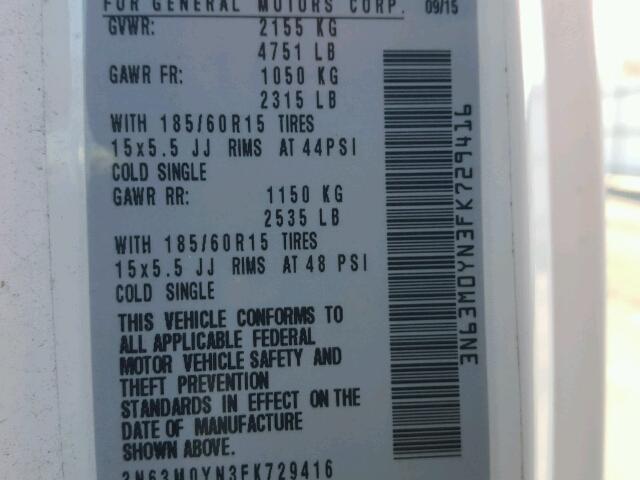 FOR GENERAL MOTORS CORP. 09/15
GVWR: 2155 KG
4751 LB
GAWR FR: 1050 KG
2315 LB
WITH 185/60R15 TIRES
15x5.5 JJ RIMS AT 44PSI
COLD SINGLE
GAWR RR: 1150 KG
2535 LB
WITH 185/60R15 TIRES
15x5.5 JJ RIMS AT 48 PSI
COLD SINGLE
THIS VEHICLE CONFORMS TO
ALL APPLICABLE FEDERAL
MOTOR VEHICLE SAFETY AND
THEFT PREVENTION
STANDARDS IN EFFECT ON THE
DATE OF MANUFACTURE
SHOWN ABOVE.
3N63M0YN3FK729416
3N63M0YN3FK729416